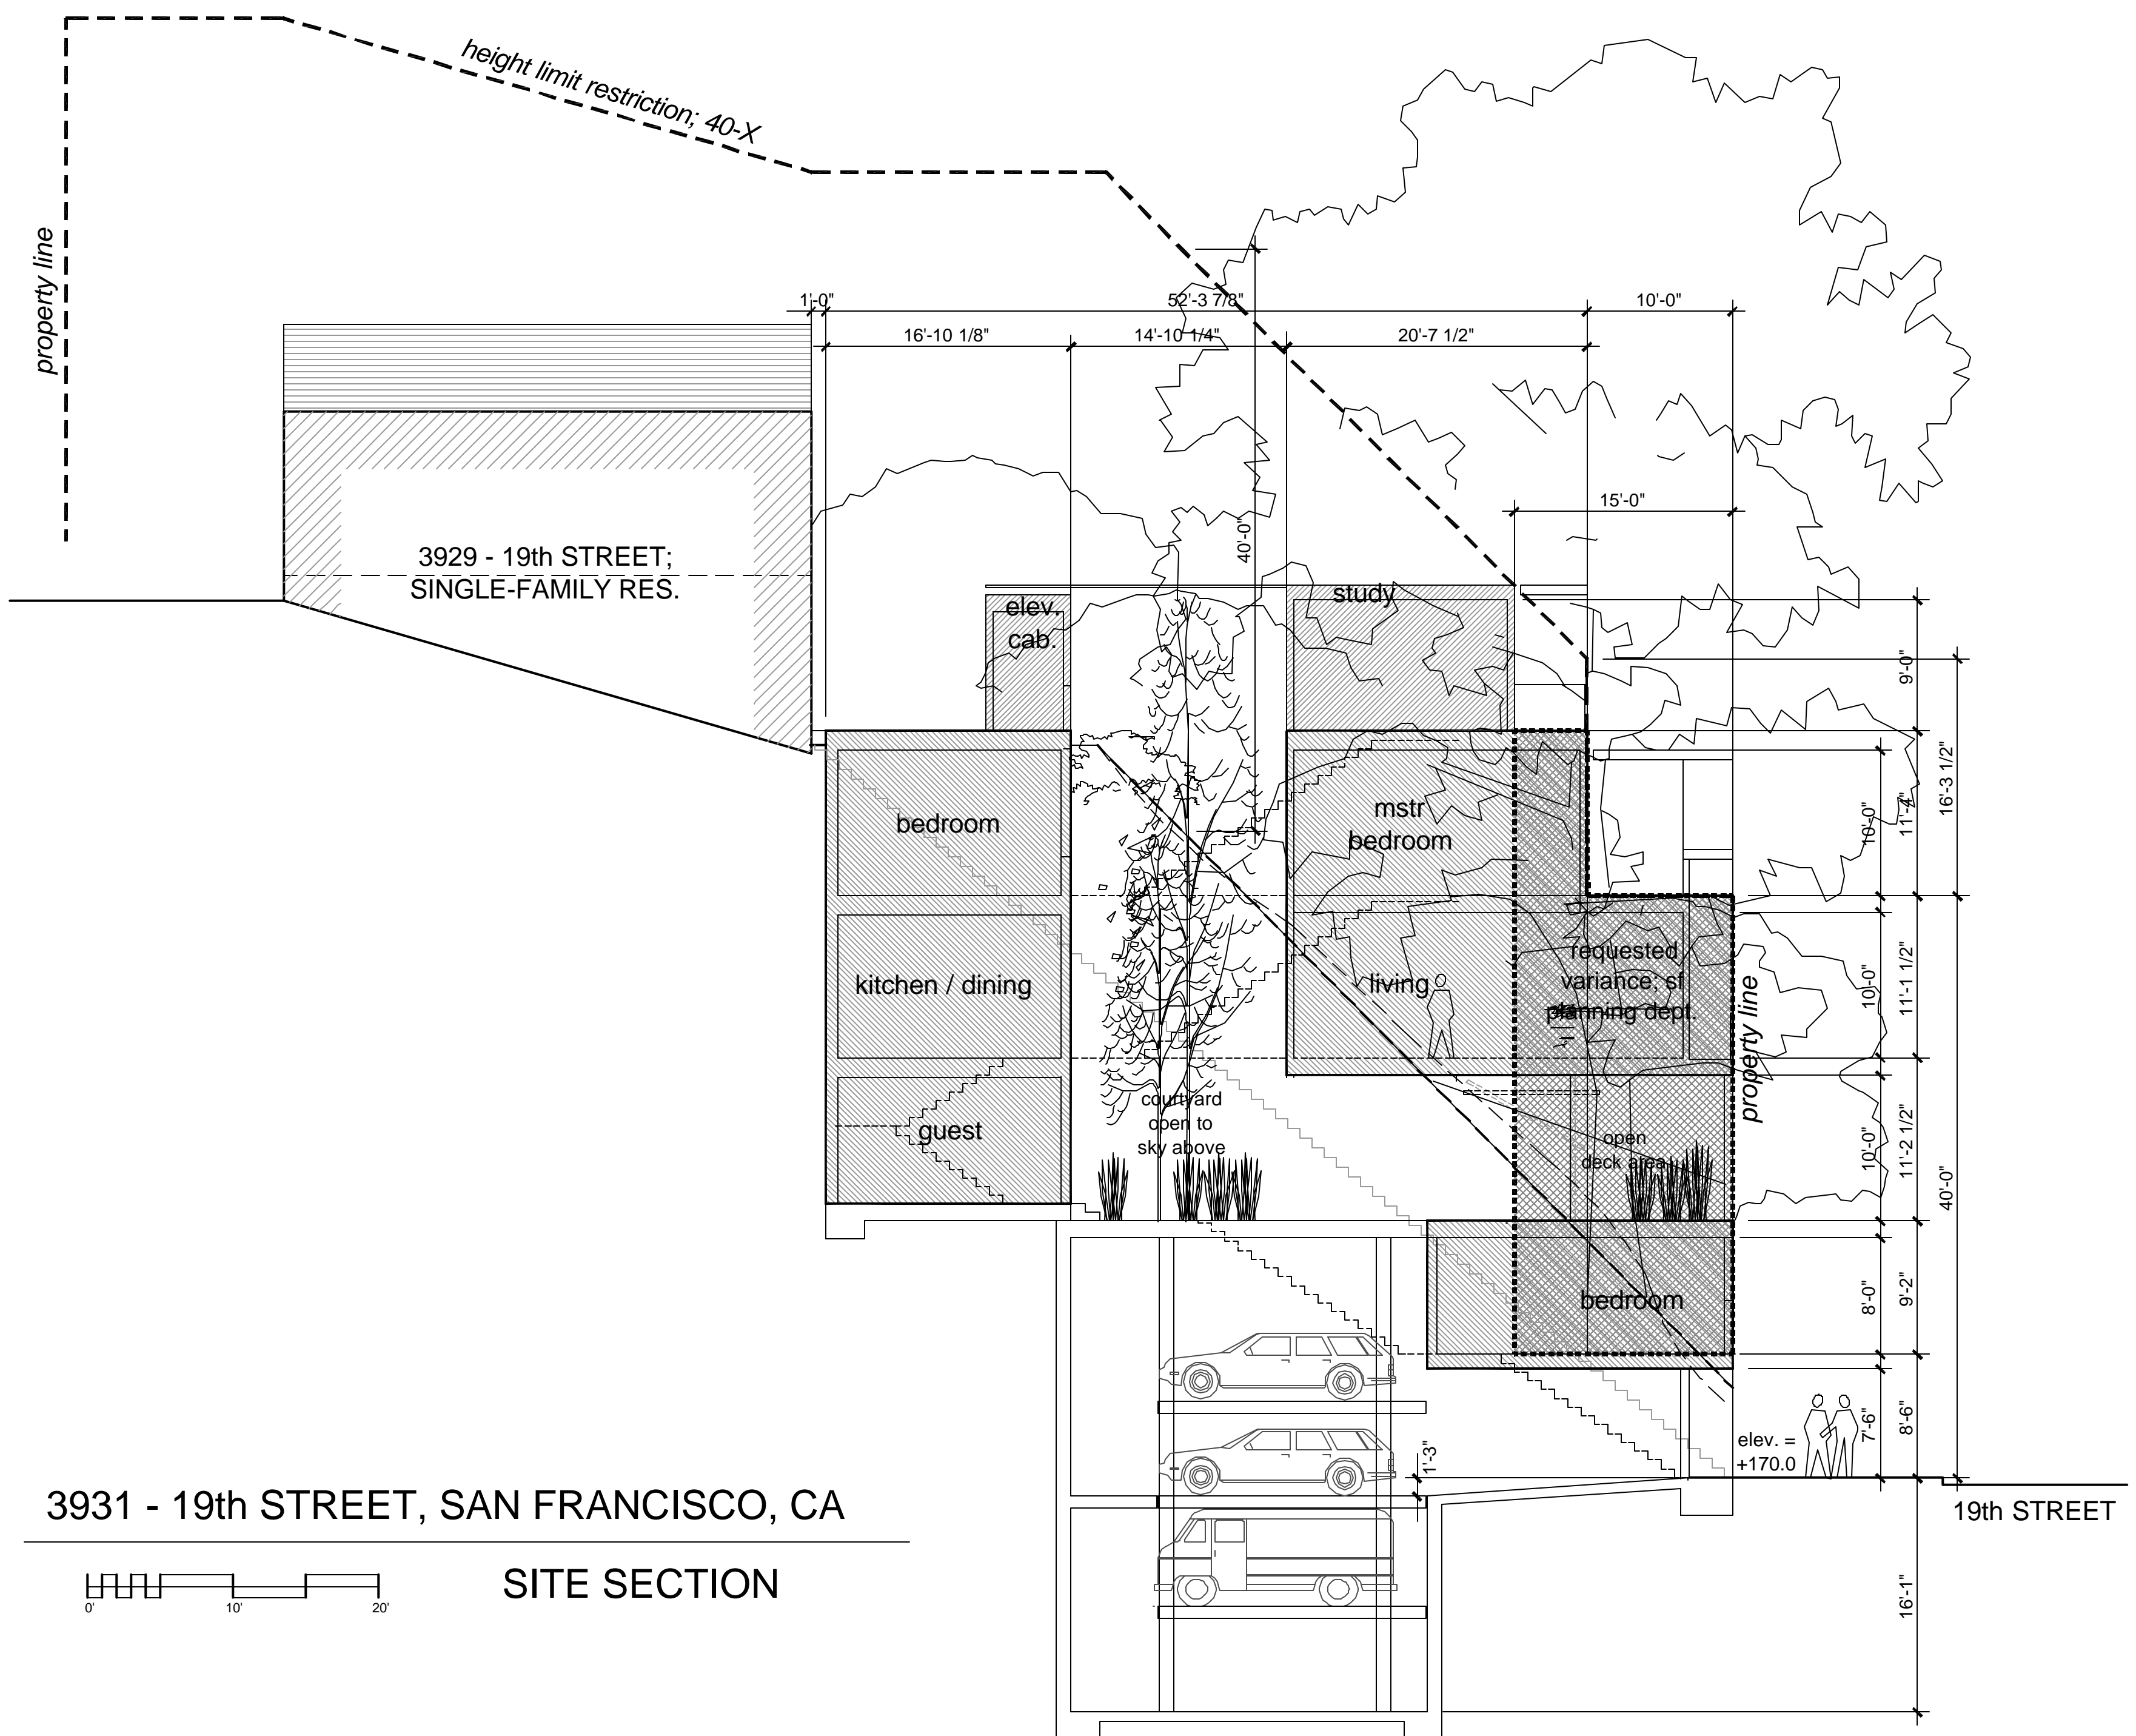 height limit restriction; 40-X
property line
1'-0"
52'-3 7/8"
10'-0"
16'-10 1/8"
14'-10 1/4"
20'-7 1/2"
15'-0"
40'-0"
3929 - 19th STREET;
SINGLE-FAMILY RES.
elev.
cab.
study
9'-0"
16'-3 1/2"
bedroom
mstr
bedroom
10'-0"
11'-4"
kitchen / dining
living
requested
variance; sf
planning dept.
property line
10'-0"
11'-1 1/2"
guest
courtyard
open to
sky above
open
deck area
10'-0"
11'-2 1/2"
40'-0"
bedroom
8'-0"
9'-2"
1'-3"
elev. =
+170.0
7'-6"
8'-6"
19th STREET
16'-1"
3931 - 19th STREET, SAN FRANCISCO, CA
SITE SECTION
0'
10'
20'